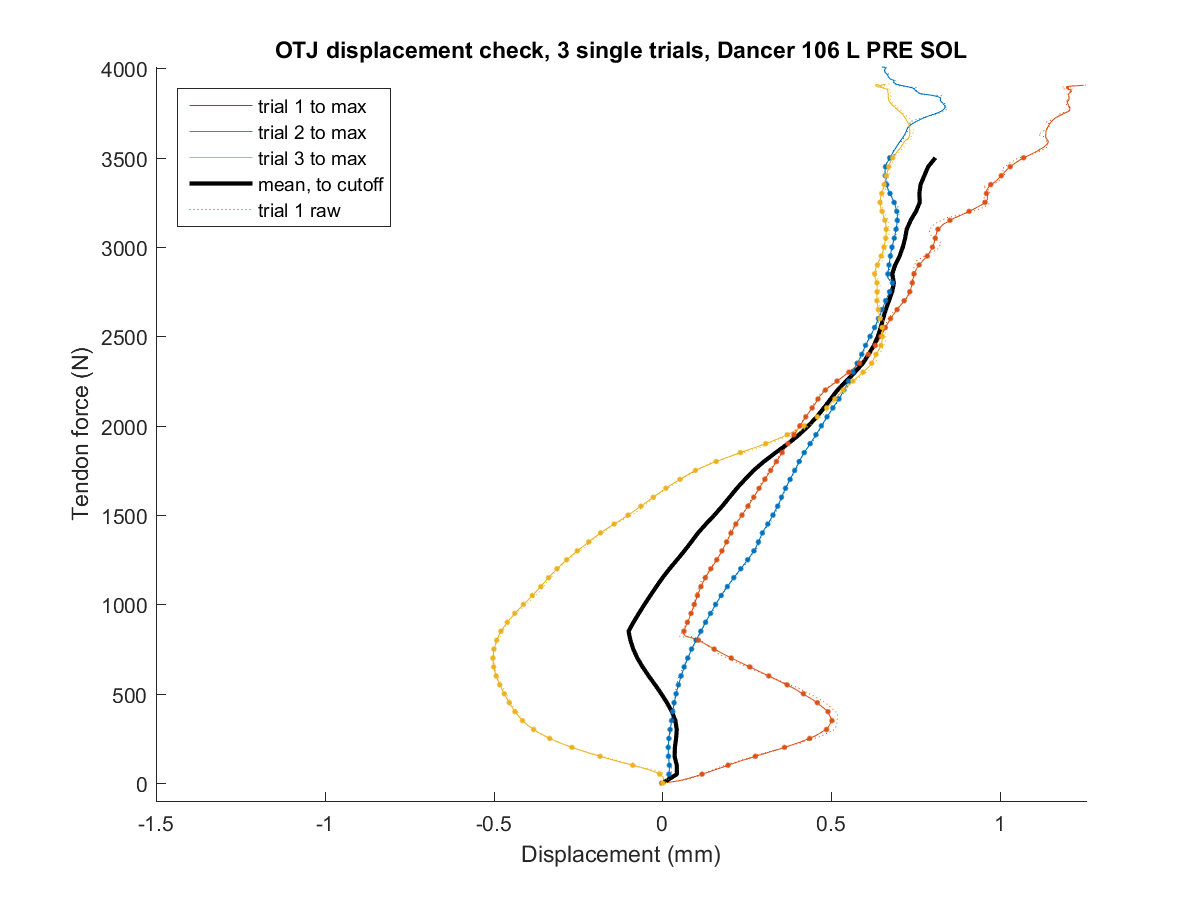 OTJ displacement check, 3 single trials, Dancer 106 L PRE SOL
4000
3500
3000
2500
2000
1500
1000
500
0
Tendon force (N)
trial 1 to max
trial 2 to max
trial 3 to max
mean, to cutoff
trial 1 raw
-1.5 -1 -0.5 0 0.5 1
Displacement (mm)